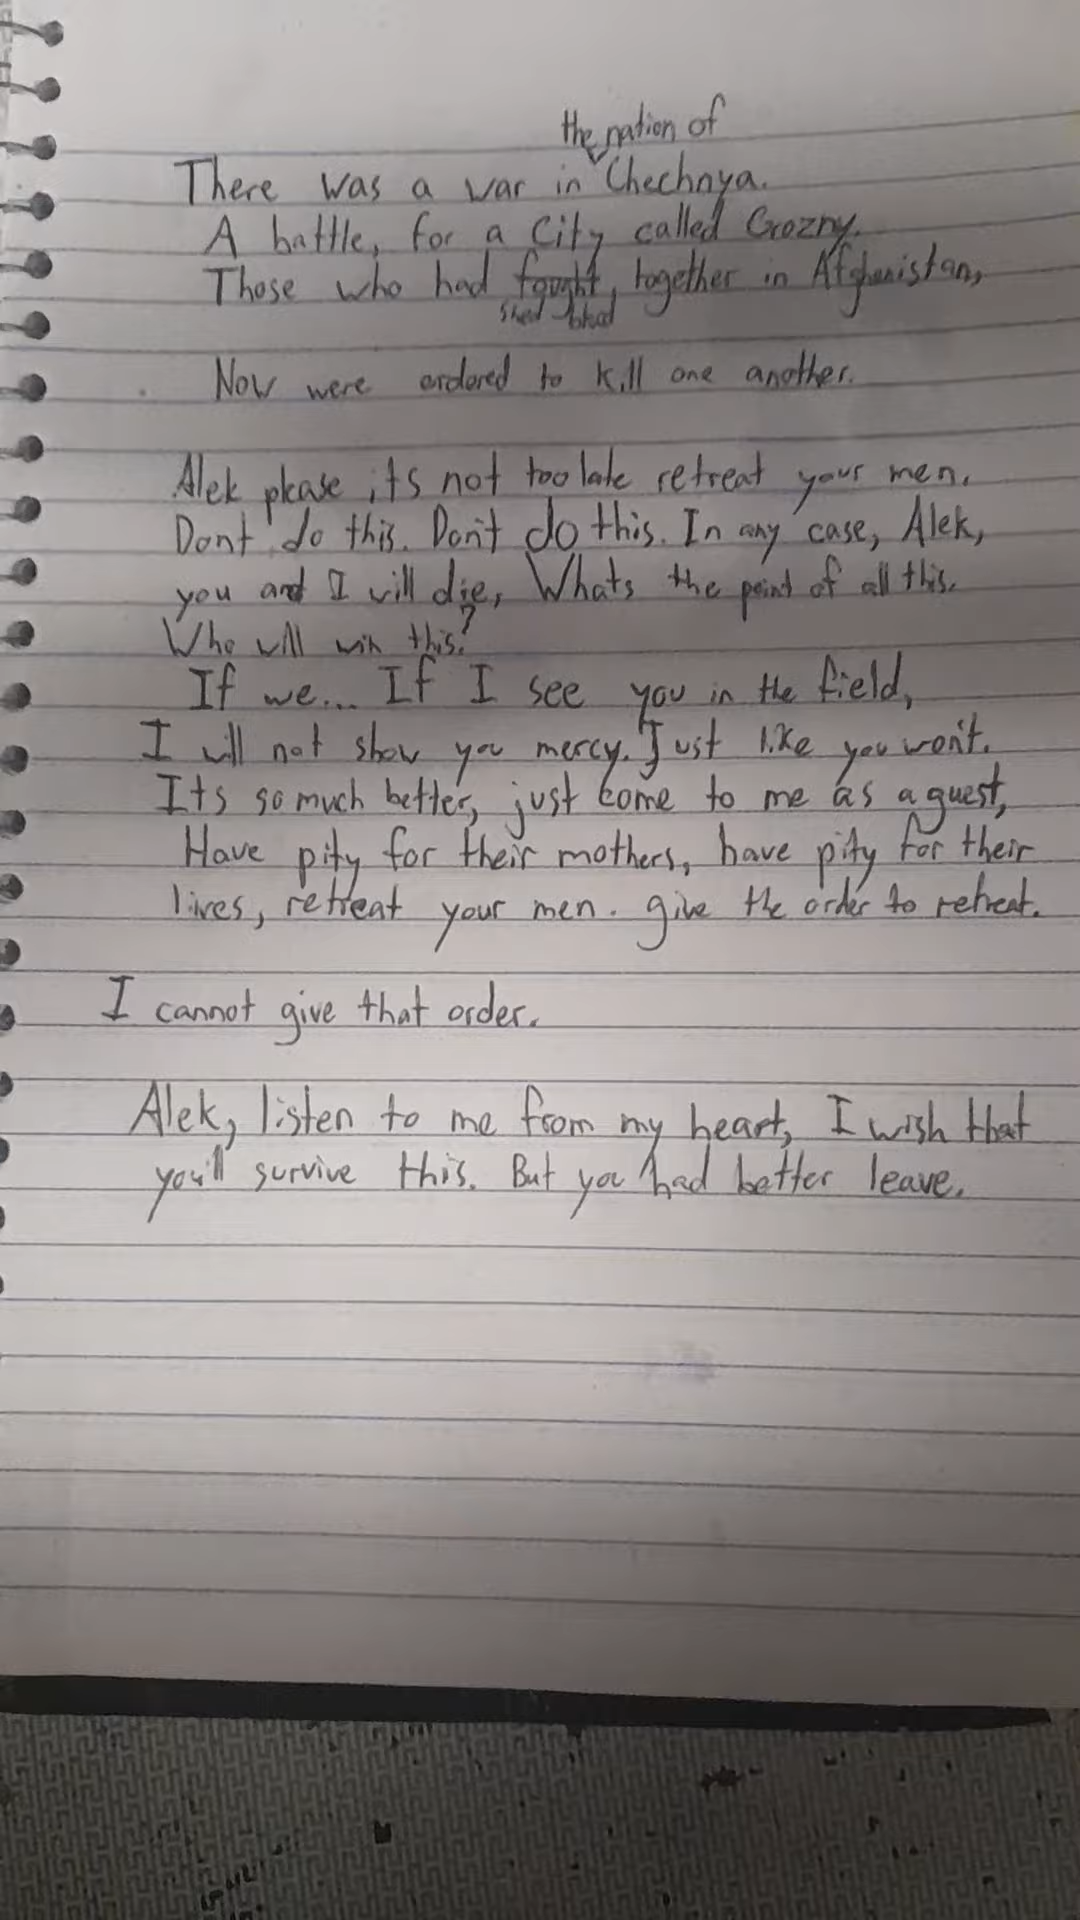 the nation of
There was a war in Chechnya.
A battle, for a City called Grozny.
Those who had fought, together in Afghanistan,
shed blood
Now were ordered to kill one another.
Alek please its not too late retreat your men.
Dont do this. Don't do this. In any case, Alek,
you and I will die, Whats the point of all this.
Who will win this?
If we... If I see you in the field,
I will not show you mercy. Just like you won't.
Its so much better, just come to me as a guest,
Have pity for their mothers, have pity for their
lives, retreat your men. give the order to retreat.
I cannot give that order.
Alek, listen to me from my heart, I wish that
you'll survive this. But you had better leave.